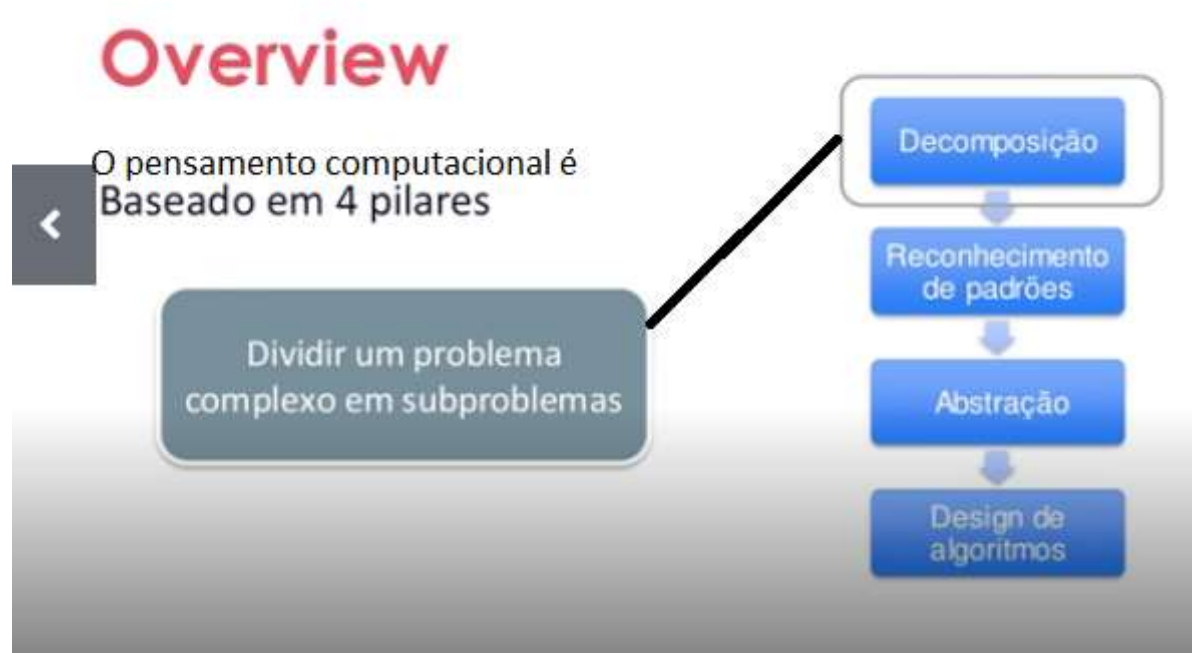 Overview
O pensamento computacional é
Baseado em 4 pilares
Dividir um problema
complexo em subproblemas
Decomposição
Reconhecimento
de padrões
Abstração
Design de
algoritmos